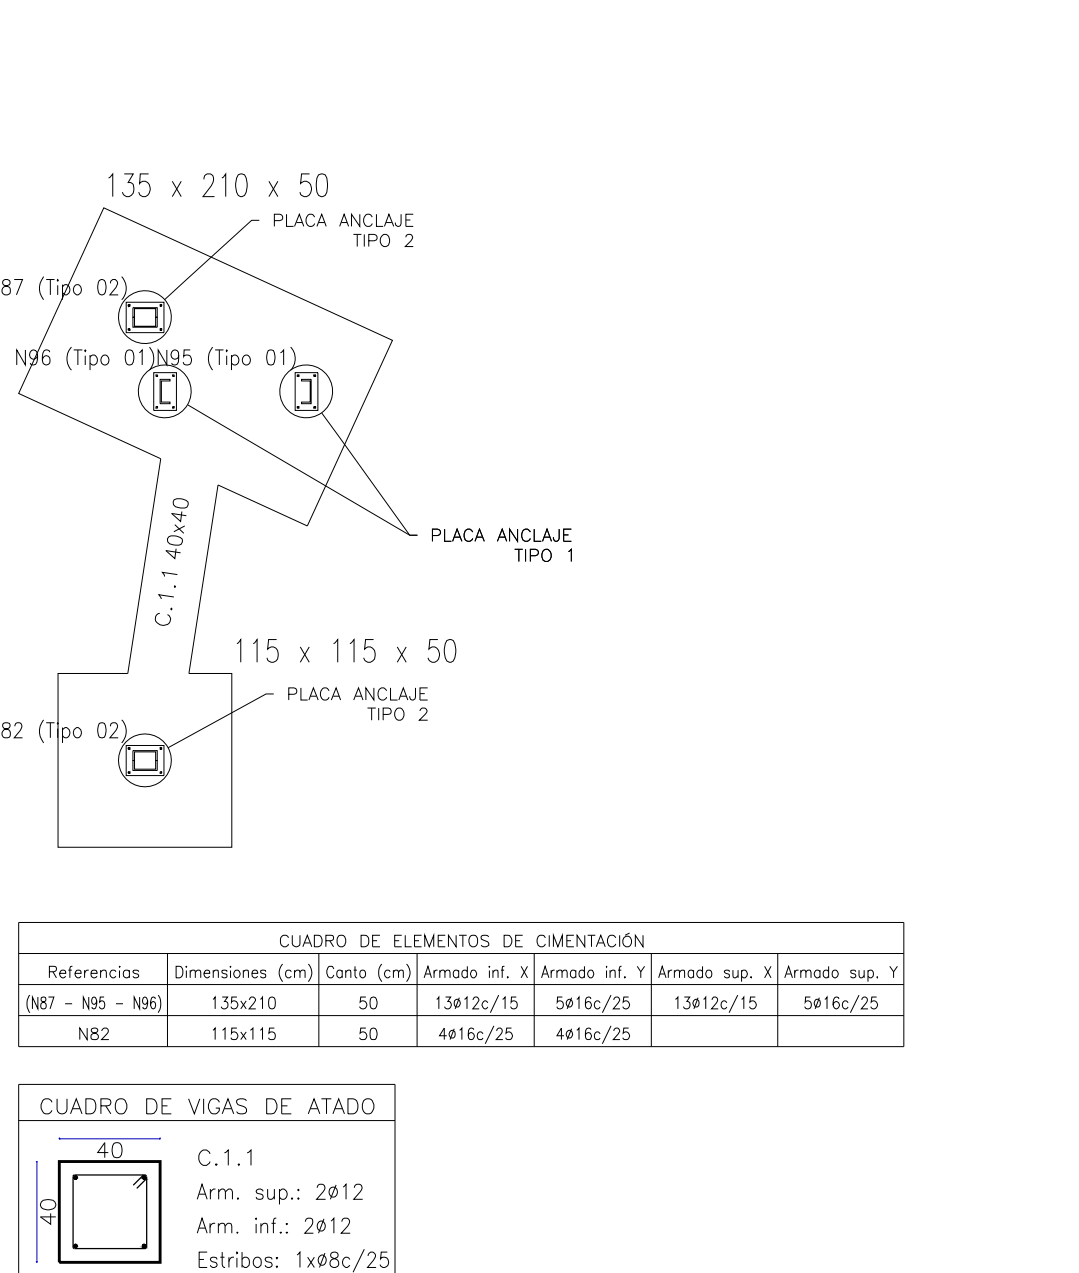 135 x 210 x 50
PLACA ANCLAJE
TIPO 2
87 (Tipo 02)
N96 (Tipo 01)
N95 (Tipo 01)
C.1.1 40x40
PLACA ANCLAJE
TIPO 1
115 x 115 x 50
PLACA ANCLAJE
TIPO 2
82 (Tipo 02)
CUADRO DE ELEMENTOS DE CIMENTACIÓN
Referencias Dimensiones (cm) Canto (cm) Armado inf. X Armado inf. Y Armado sup. X Armado sup. Y
(N87 - N95 - N96) 135x210 50 13ø12c/15 5ø16c/25 13ø12c/15 5ø16c/25
N82 115x115 50 4ø16c/25 4ø16c/25
CUADRO DE VIGAS DE ATADO
40
40
C.1.1
Arm. sup.: 2ø12
Arm. inf.: 2ø12
Estribos: 1xø8c/25